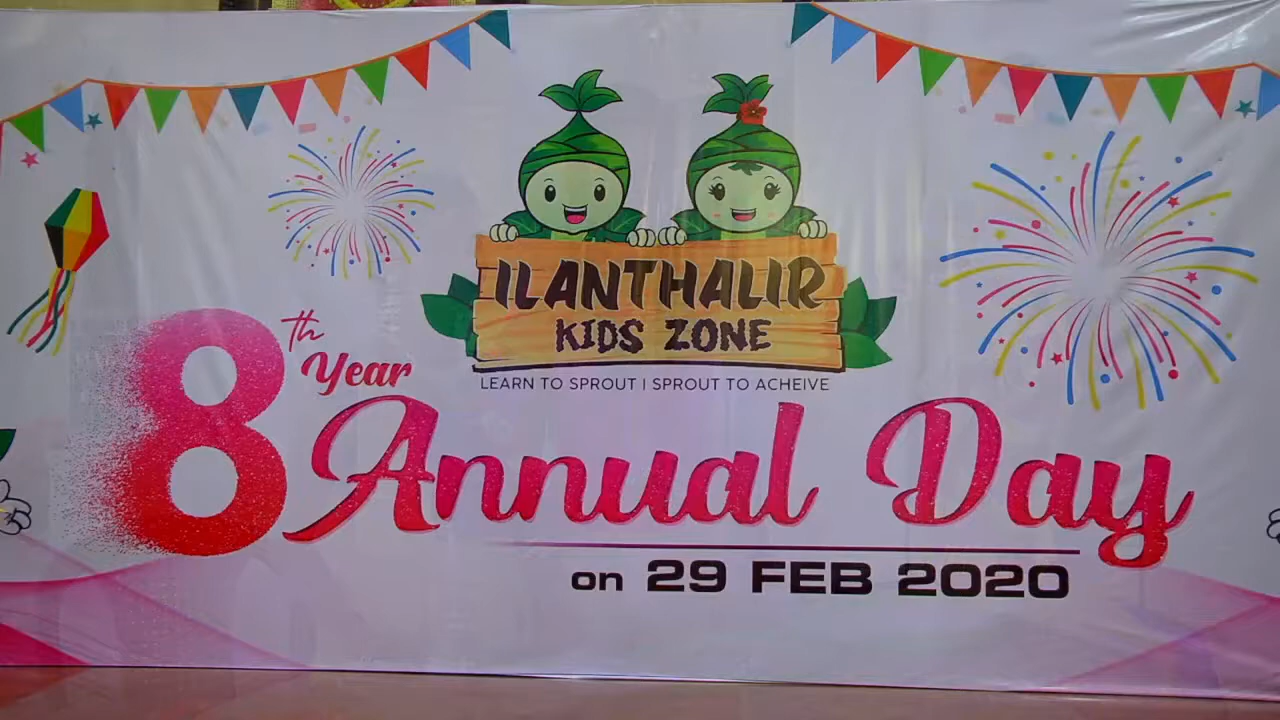 ILANTHALIR
KIDS ZONE
LEARN TO SPROUT | SPROUT TO ACHEIVE
8th Year
Annual Day
on 29 FEB 2020